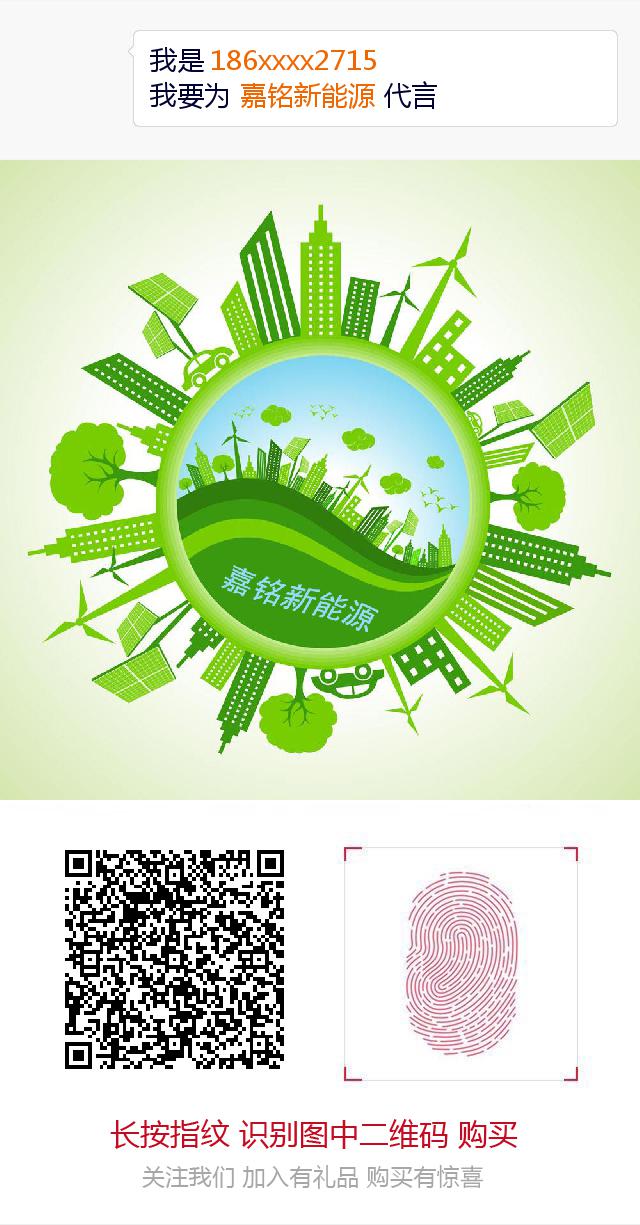 我是 186xxxx2715
我要为 嘉铭新能源 代言
嘉铭新能源
长按指纹 识别图中二维码 购买
关注我们 加入有礼品 购买有惊喜